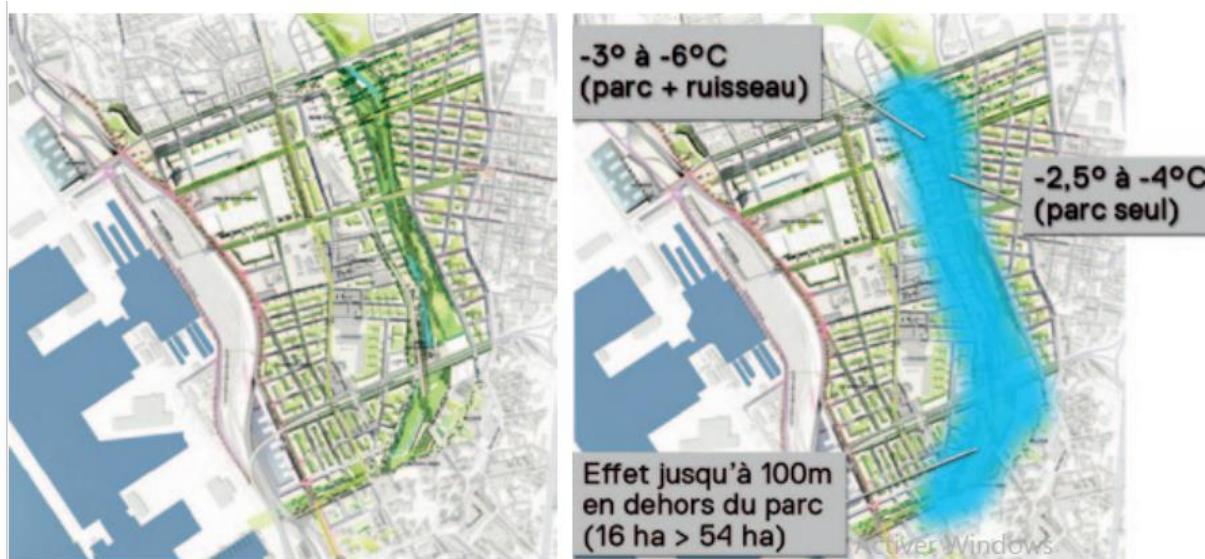 -3° à -6°C
(parc + ruisseau)
-2,5° à -4°C
(parc seul)
Effet jusqu'à 100m
en dehors du parc
(16 ha > 54 ha)
Activer Windows